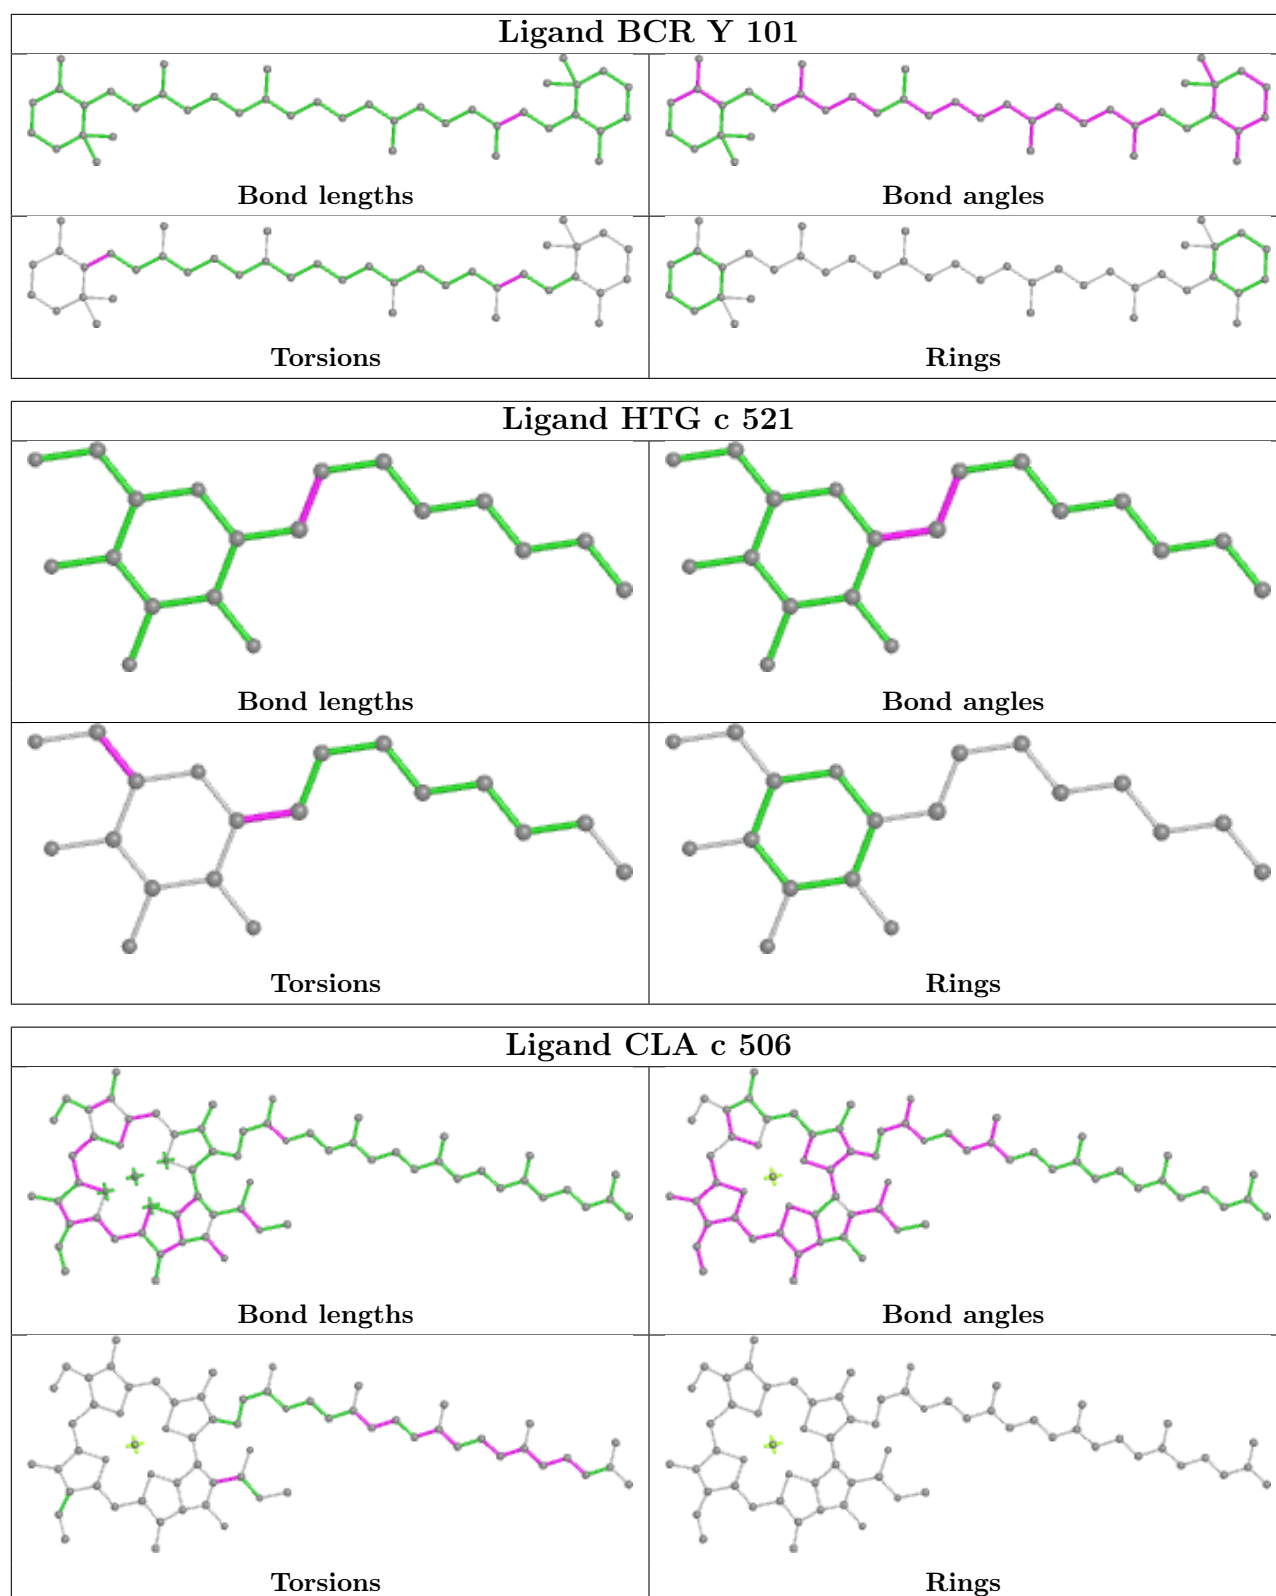 Ligand BCR Y 101
Bond lengths
Bond angles
Torsions
Rings
Ligand HTG c 521
Bond lengths
Bond angles
Torsions
Rings
Ligand CLA c 506
Bond lengths
Bond angles
Torsions
Rings